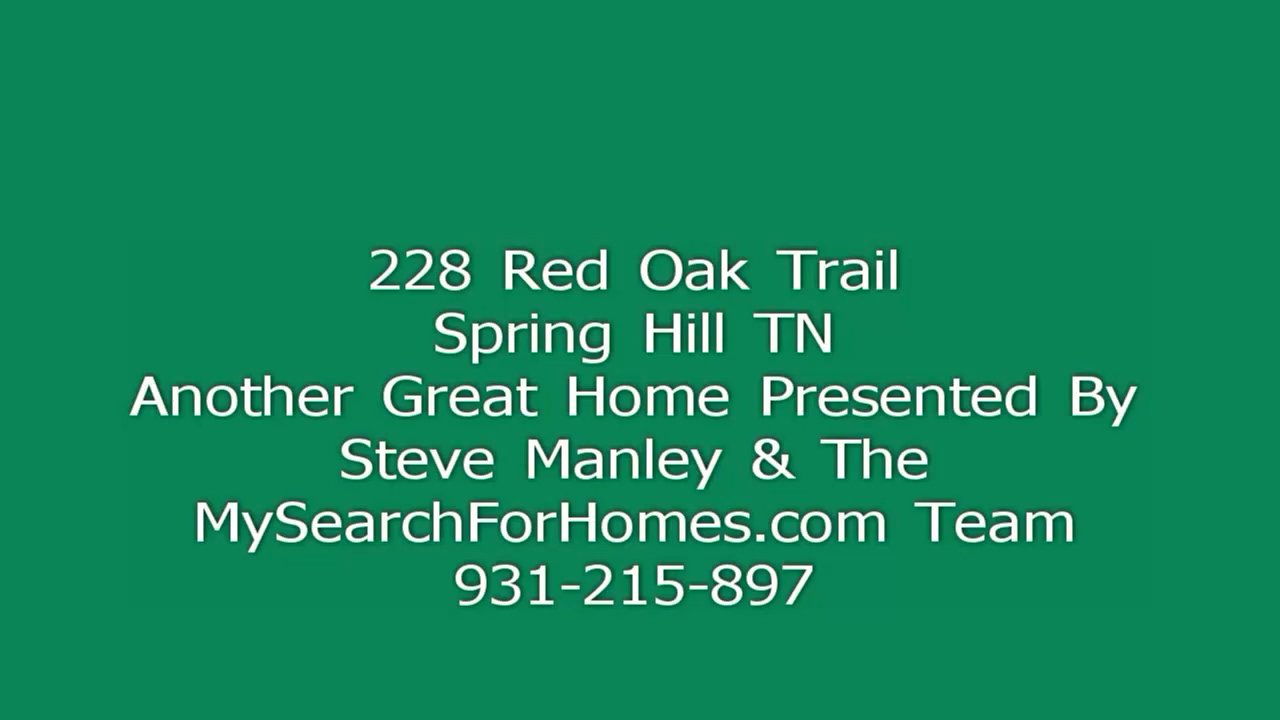 228 Red Oak Trail
Spring Hill TN
Another Great Home Presented By
Steve Manley & The
MySearchForHomes.com Team
931-215-897